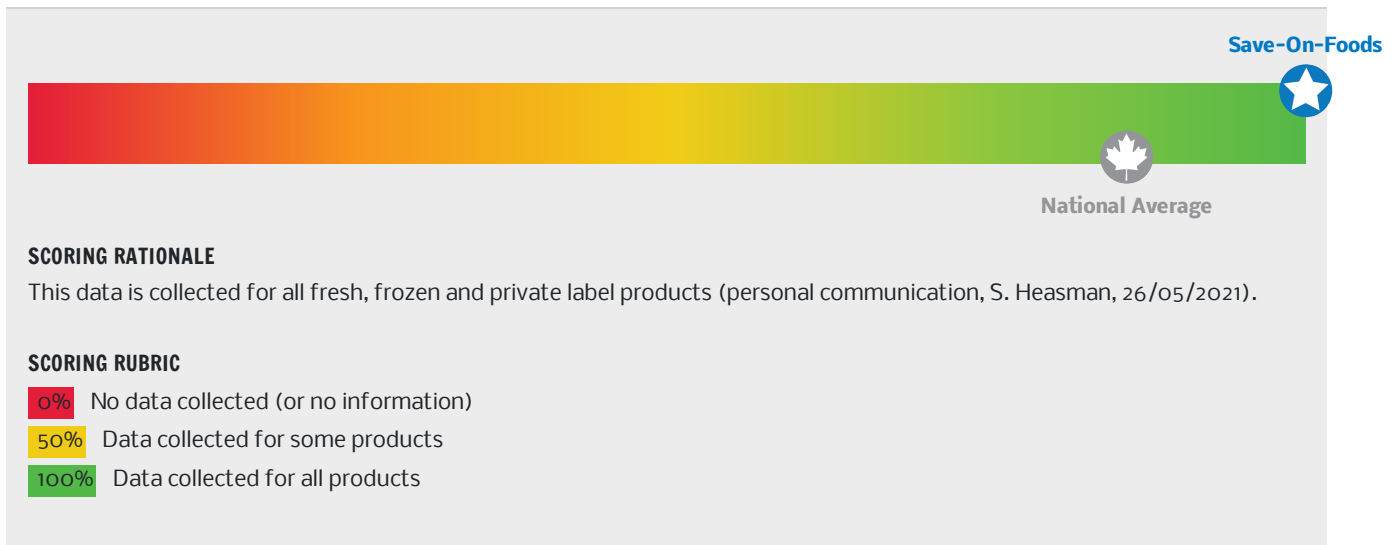 Save-On-Foods
National Average
SCORING RATIONALE
This data is collected for all fresh, frozen and private label products (personal communication, S. Heasman, 26/05/2021).
SCORING RUBRIC
0% No data collected (or no information)
50% Data collected for some products
100% Data collected for all products